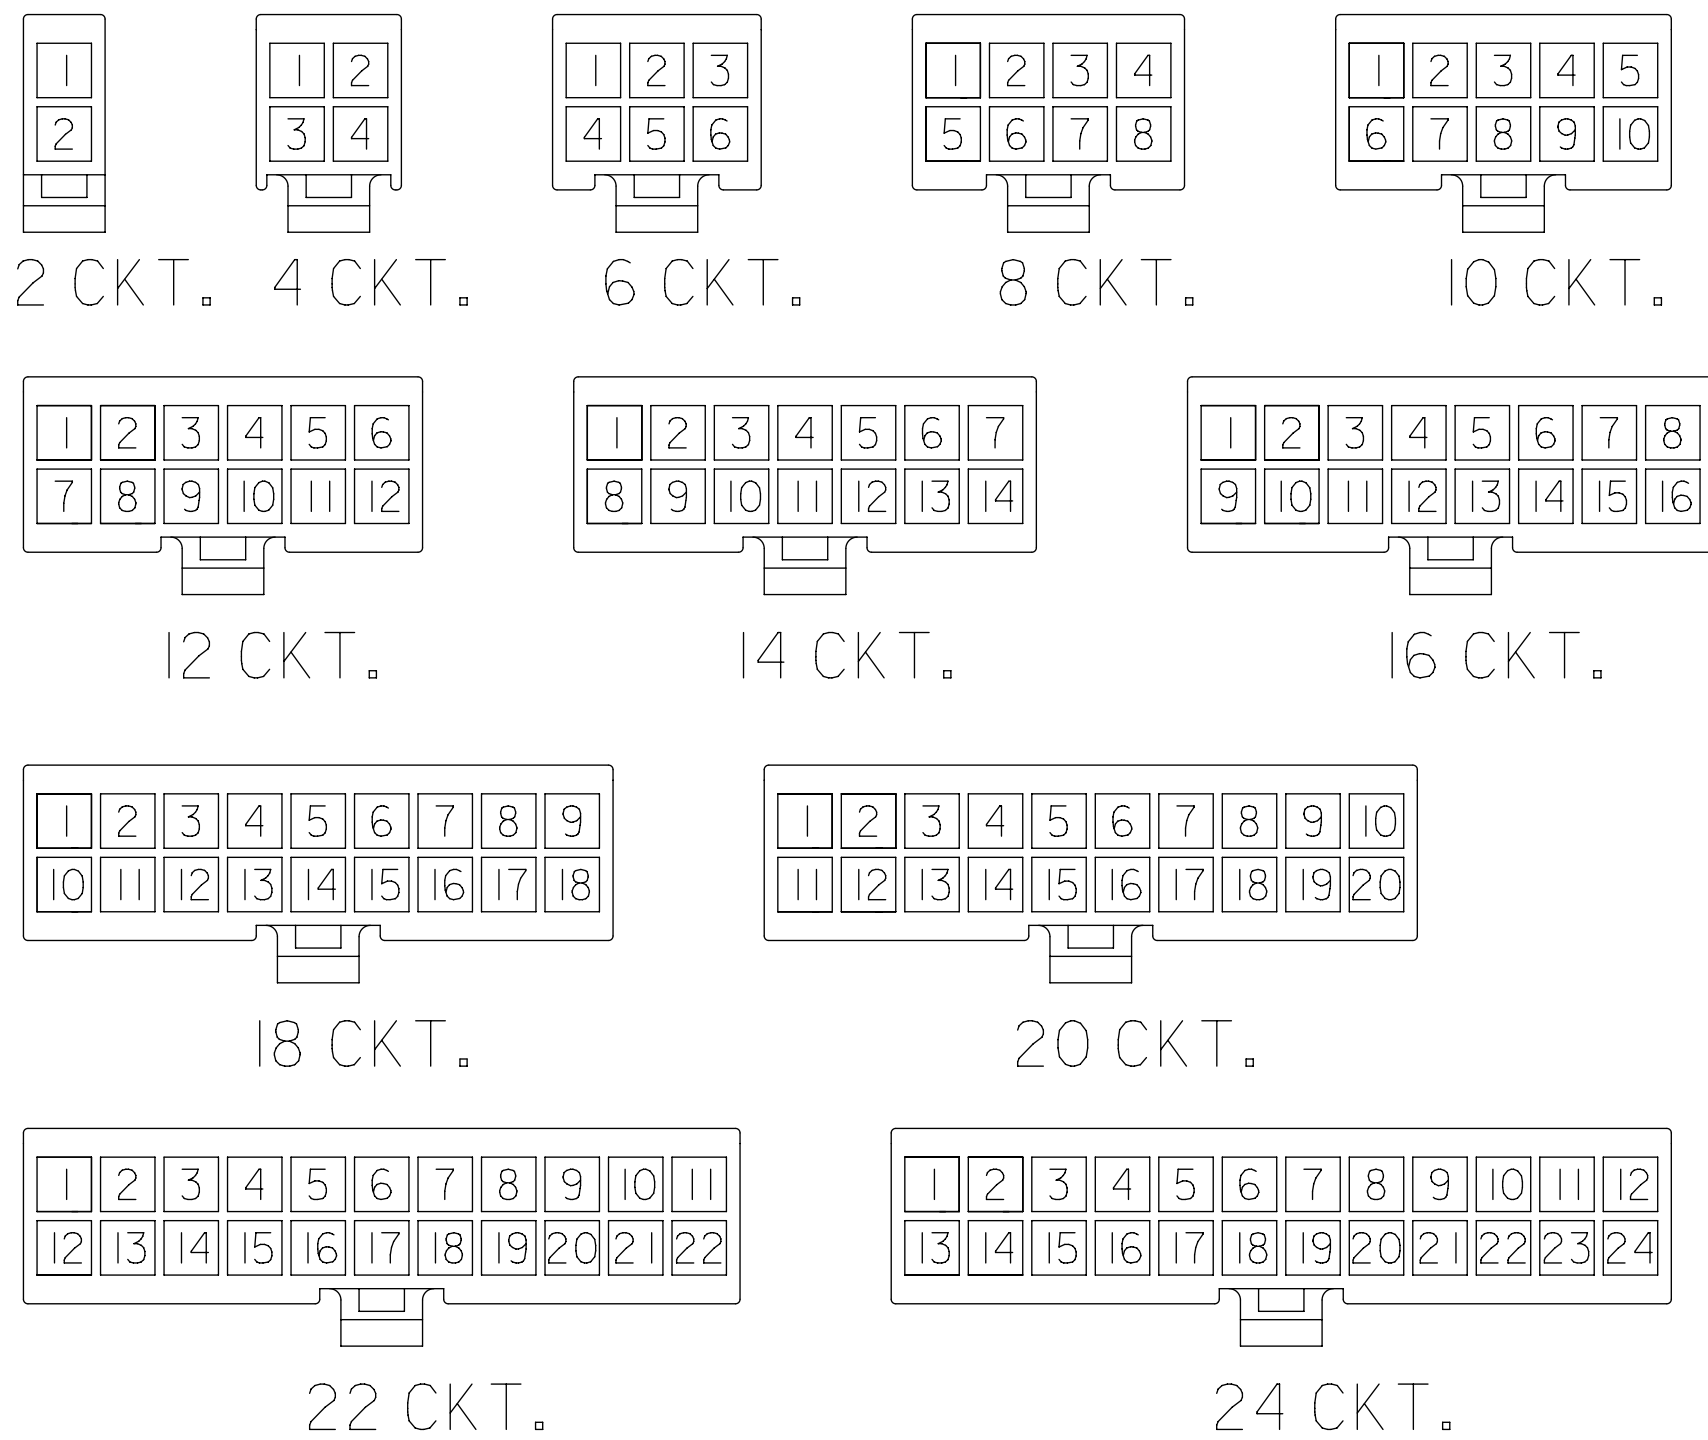 1 1 2 1 2 3 1 2 3 4 1 2 3 4 5
2 3 4 4 5 6 5 6 7 8 6 7 8 9 10
2 CKT. 4 CKT. 6 CKT. 8 CKT. 10 CKT.
1 2 3 4 5 6 1 2 3 4 5 6 7 1 2 3 4 5 6 7 8
7 8 9 10 11 12 8 9 10 11 12 13 14 9 10 11 12 13 14 15 16
12 CKT. 14 CKT. 16 CKT.
1 2 3 4 5 6 7 8 9 1 2 3 4 5 6 7 8 9 10
10 11 12 13 14 15 16 17 18 11 12 13 14 15 16 17 18 19 20
18 CKT. 20 CKT.
1 2 3 4 5 6 7 8 9 10 11 1 2 3 4 5 6 7 8 9 10 11 12
12 13 14 15 16 17 18 19 20 21 22 13 14 15 16 17 18 19 20 21 22 23 24
22 CKT. 24 CKT.